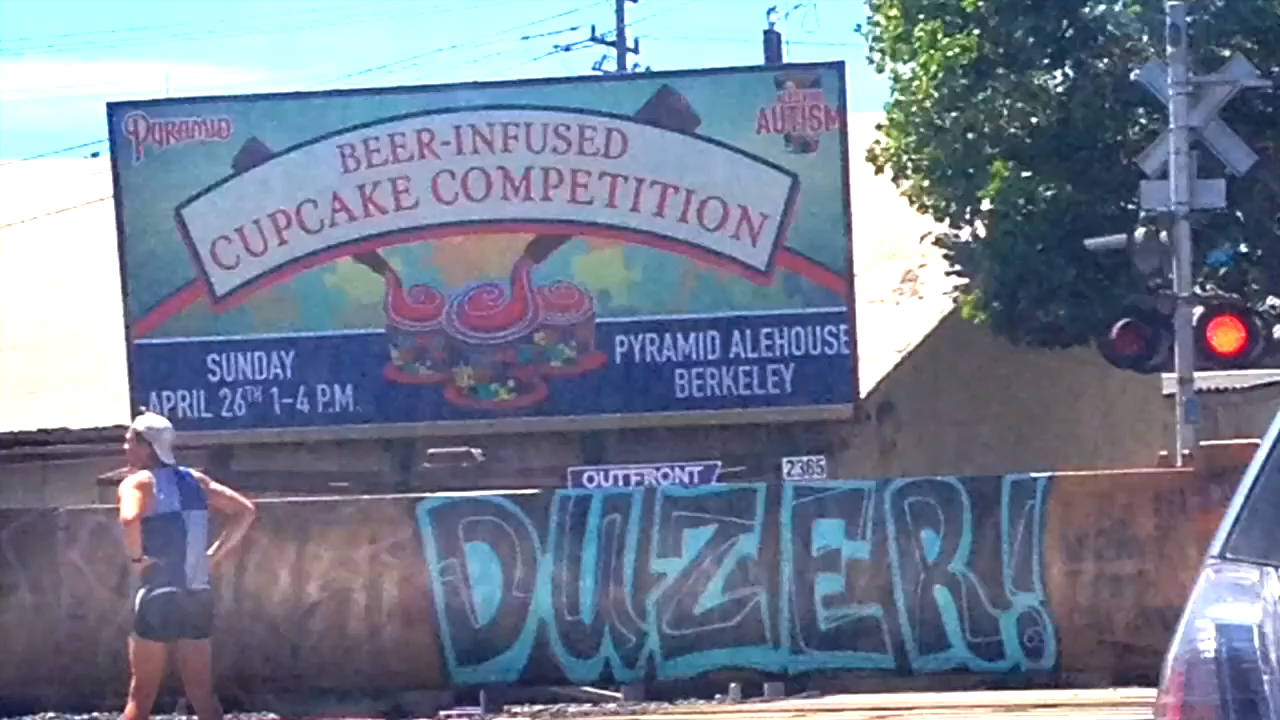 PYRAMID
AUTISM
BEER-INFUSED
CUPCAKE COMPETITION
SUNDAY
APRIL 26TH 1-4 P.M.
PYRAMID ALEHOUSE
BERKELEY
OUTFRONT
2365
DUZER!